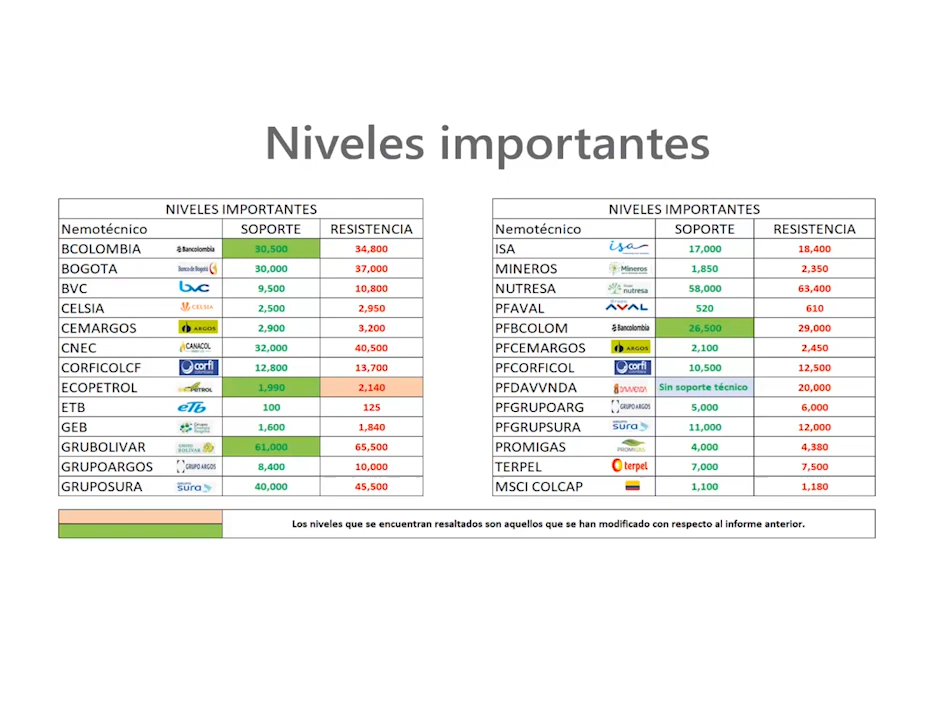 Niveles importantes
NIVELES IMPORTANTES
Nemotécnico SOPORTE RESISTENCIA
BCOLOMBIA Bancolombia 30,500 34,800
BOGOTA Banco de Bogotá 30,000 37,000
BVC bvc 9,500 10,800
CELSIA CELSIA 2,500 2,950
CEMARGOS ARGOS 2,900 3,200
CNEC CANACOL 32,000 40,500
CORFICOLCF corfi 12,800 13,700
ECOPETROL 1,990 2,140
ETB eTb 100 125
GEB 1,600 1,840
GRUBOLIVAR 61,000 65,500
GRUPOARGOS GRUPO ARGOS 8,400 10,000
GRUPOSURA sura 40,000 45,500
NIVELES IMPORTANTES
Nemotécnico SOPORTE RESISTENCIA
ISA isa 17,000 18,400
MINEROS Mineros 1,850 2,350
NUTRESA nutresa 58,000 63,400
PFAVAL AVAL 520 610
PFBCOLOM Bancolombia 26,500 29,000
PFCEMARGOS ARGOS 2,100 2,450
PFCORFICOL corfi 10,500 12,500
PFDAVVNDA Sin soporte técnico 20,000
PFGRUPOARG GRUPO ARGOS 5,000 6,000
PFGRUPSURA sura 11,000 12,000
PROMIGAS PROMIGAS 4,000 4,380
TERPEL terpel 7,000 7,500
MSCI COLCAP 1,100 1,180
Los niveles que se encuentran resaltados son aquellos que se han modificado con respecto al informe anterior.